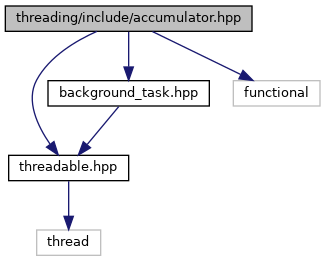 threading/include/accumulator.hpp
background_task.hpp
functional
threadable.hpp
thread